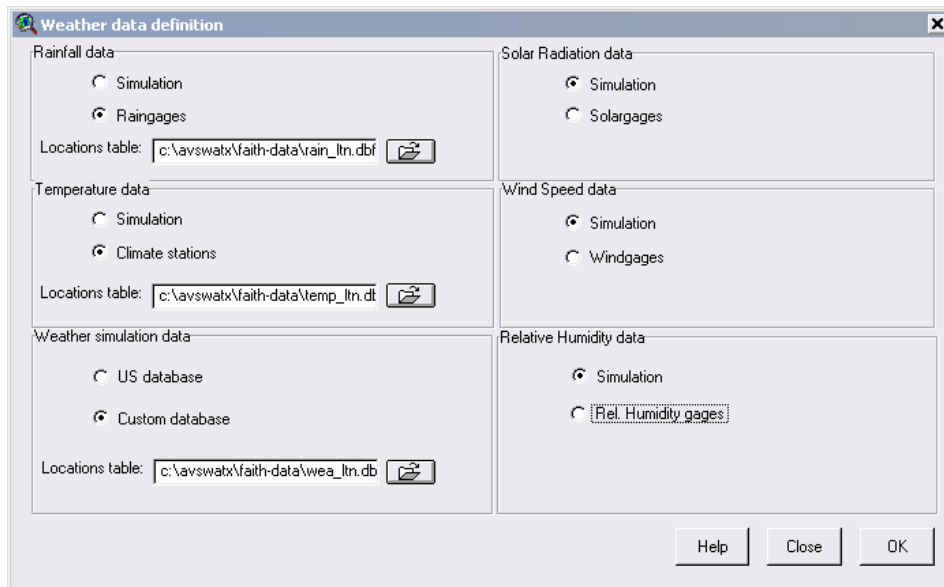 Weather data definition
Rainfall data
Simulation
Raingages
Locations table: c:\avswatx\faith-data\rain_ltn.dbf
Temperature data
Simulation
Climate stations
Locations table: c:\avswatx\faith-data\temp_ltn.dt
Weather simulation data
US database
Custom database
Locations table: c:\avswatx\faith-data\wea_ltn.db
Solar Radiation data
Simulation
Solargages
Wind Speed data
Simulation
Windgages
Relative Humidity data
Simulation
Rel. Humidity gages
Help Close OK